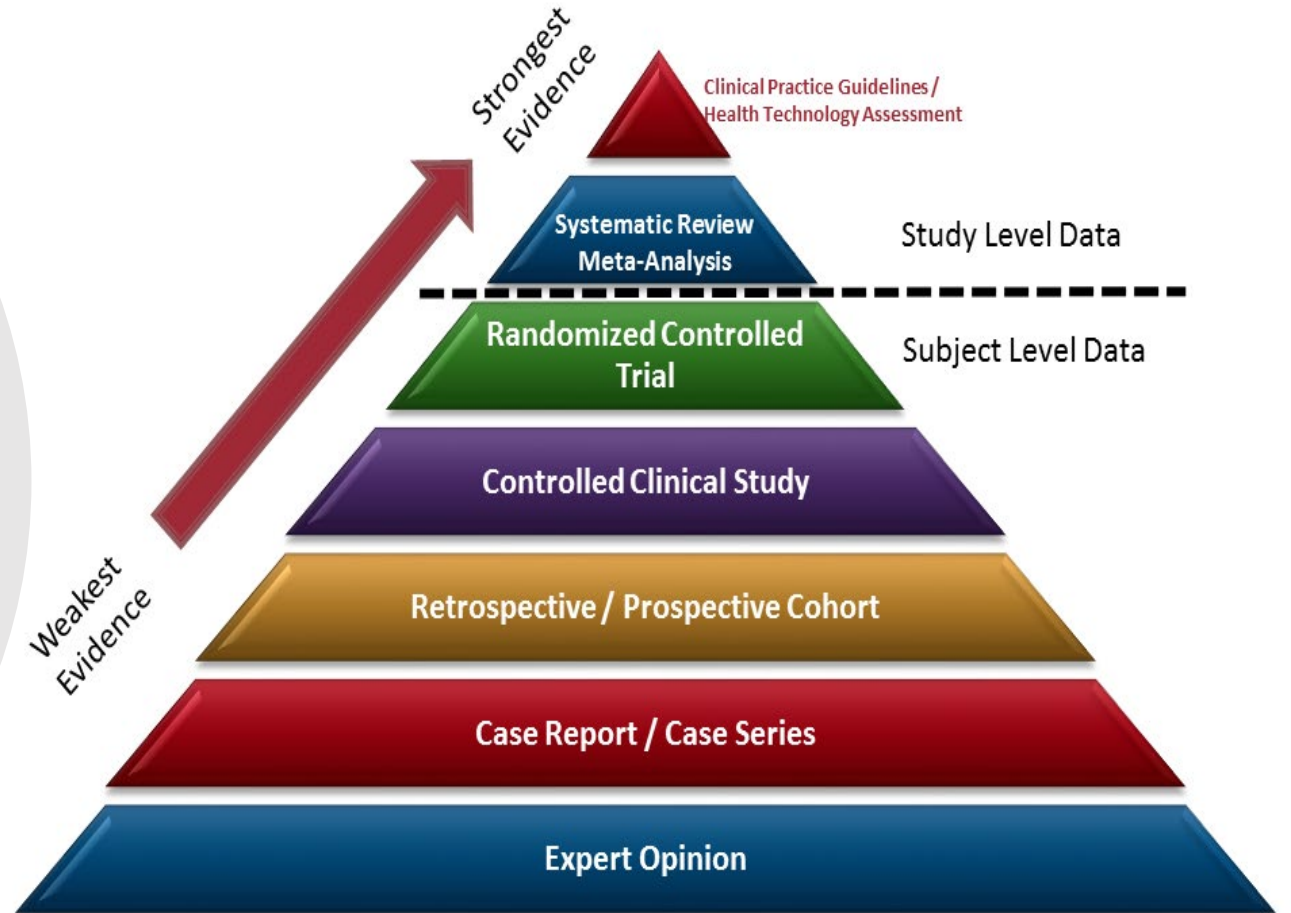 Strongest
Evidence
Clinical Practice Guidelines /
Health Technology Assessment
Systematic Review
Meta-Analysis
Study Level Data
Randomized Controlled
Trial
Subject Level Data
Controlled Clinical Study
Weakest
Evidence
Retrospective / Prospective Cohort
Case Report / Case Series
Expert Opinion